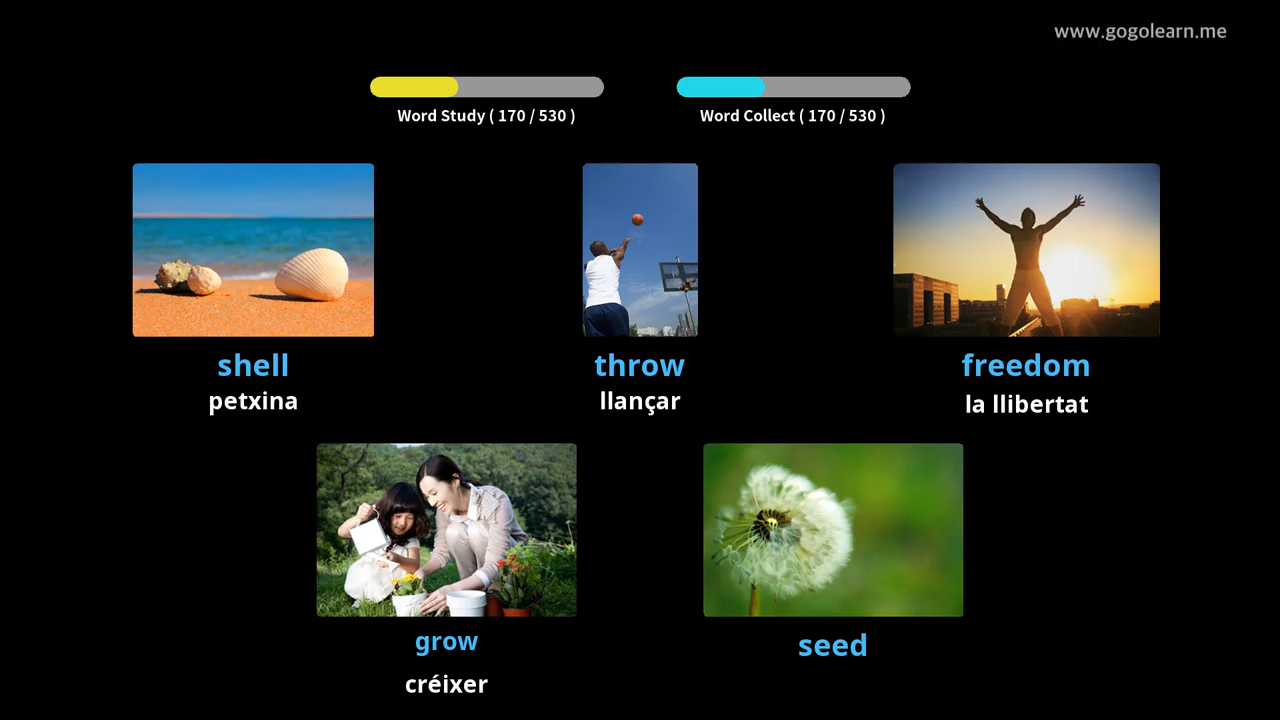 www.gogolearn.me
Word Study ( 170 / 530 )
Word Collect ( 170 / 530 )
shell
petxina
throw
llançar
freedom
la llibertat
grow
créixer
seed